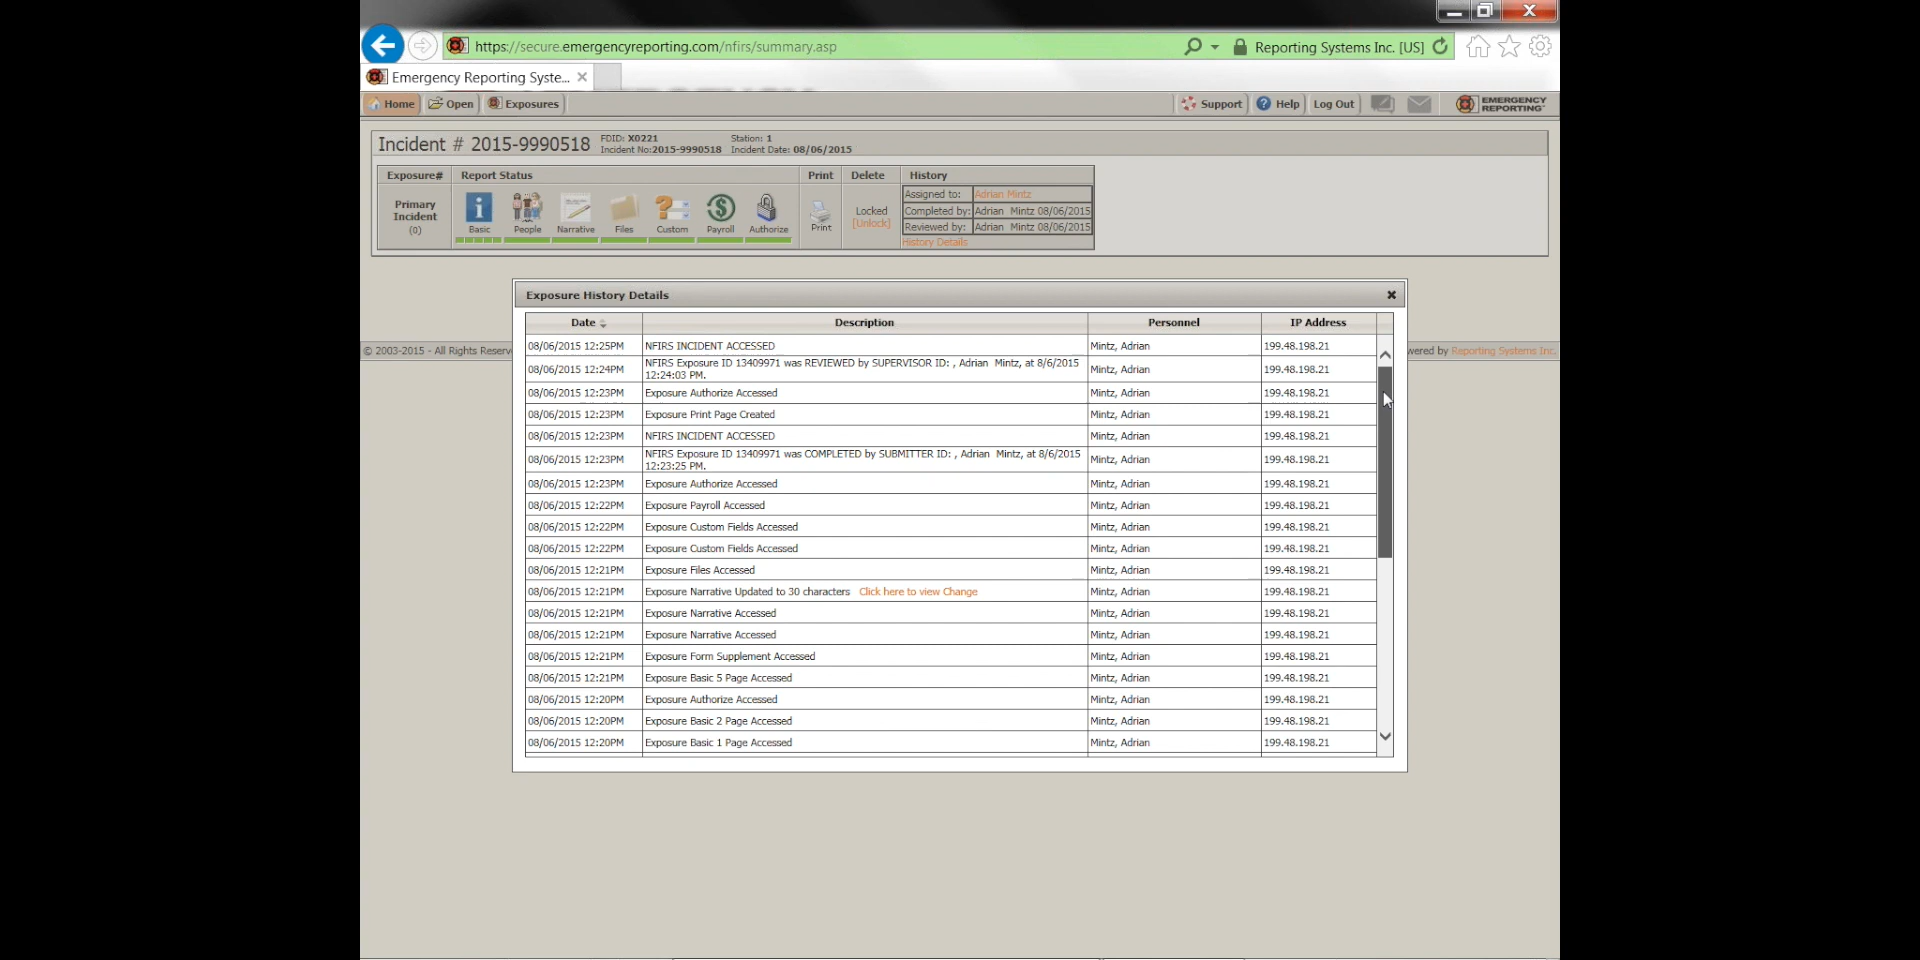 https://secure.emergencyreporting.com/nfirs/summary.asp
Reporting Systems Inc. [US]
Emergency Reporting Syste...
Home
Open
Exposures
Support
Help
Log Out
EMERGENCY
REPORTING
Incident # 2015-9990518
FDID: X0221
Incident No:2015-9990518
Station: 1
Incident Date: 08/06/2015
Exposure# Report Status Print Delete History
Primary
Incident
(0)
Basic People Narrative Files Custom Payroll Authorize
Print
Locked
[Unlock]
Assigned to: Adrian Mintz
Completed by: Adrian Mintz 08/06/2015
Reviewed by: Adrian Mintz 08/06/2015
History Details
© 2003-2015 - All Rights Reserv
wered by Reporting Systems Inc.
Exposure History Details
Date Description Personnel IP Address
08/06/2015 12:25PM NFIRS INCIDENT ACCESSED Mintz, Adrian 199.48.198.21
08/06/2015 12:24PM NFIRS Exposure ID 13409971 was REVIEWED by SUPERVISOR ID: , Adrian Mintz, at 8/6/2015
12:24:03 PM. Mintz, Adrian 199.48.198.21
08/06/2015 12:23PM Exposure Authorize Accessed Mintz, Adrian 199.48.198.21
08/06/2015 12:23PM Exposure Print Page Created Mintz, Adrian 199.48.198.21
08/06/2015 12:23PM NFIRS INCIDENT ACCESSED Mintz, Adrian 199.48.198.21
08/06/2015 12:23PM NFIRS Exposure ID 13409971 was COMPLETED by SUBMITTER ID: , Adrian Mintz, at 8/6/2015
12:23:25 PM. Mintz, Adrian 199.48.198.21
08/06/2015 12:23PM Exposure Authorize Accessed Mintz, Adrian 199.48.198.21
08/06/2015 12:22PM Exposure Payroll Accessed Mintz, Adrian 199.48.198.21
08/06/2015 12:22PM Exposure Custom Fields Accessed Mintz, Adrian 199.48.198.21
08/06/2015 12:22PM Exposure Custom Fields Accessed Mintz, Adrian 199.48.198.21
08/06/2015 12:21PM Exposure Files Accessed Mintz, Adrian 199.48.198.21
08/06/2015 12:21PM Exposure Narrative Updated to 30 characters Click here to view Change Mintz, Adrian 199.48.198.21
08/06/2015 12:21PM Exposure Narrative Accessed Mintz, Adrian 199.48.198.21
08/06/2015 12:21PM Exposure Narrative Accessed Mintz, Adrian 199.48.198.21
08/06/2015 12:21PM Exposure Form Supplement Accessed Mintz, Adrian 199.48.198.21
08/06/2015 12:21PM Exposure Basic 5 Page Accessed Mintz, Adrian 199.48.198.21
08/06/2015 12:20PM Exposure Authorize Accessed Mintz, Adrian 199.48.198.21
08/06/2015 12:20PM Exposure Basic 2 Page Accessed Mintz, Adrian 199.48.198.21
08/06/2015 12:20PM Exposure Basic 1 Page Accessed Mintz, Adrian 199.48.198.21